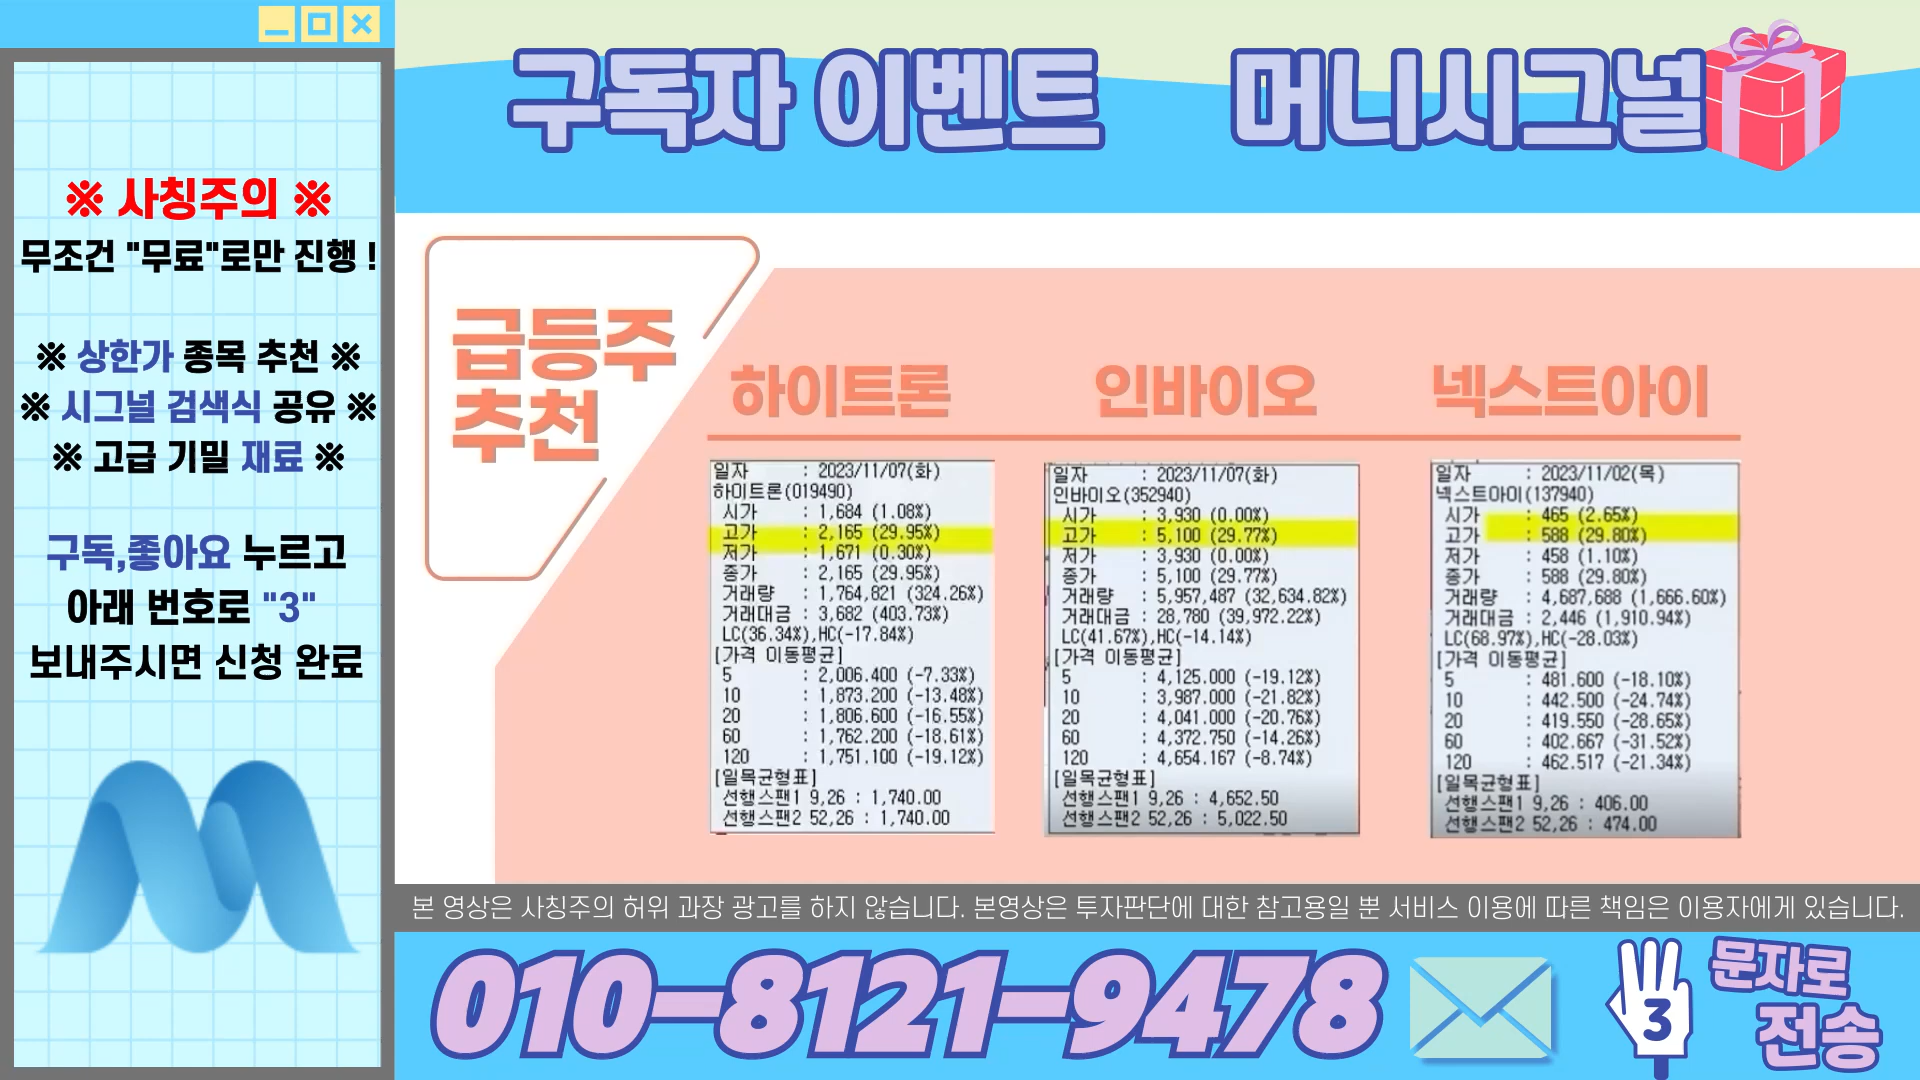 구독자 이벤트 머니시그널
※ 사칭주의 ※
무조건 "무료"로만 진행 !
※ 상한가 종목 추천 ※
※ 시그널 검색식 공유 ※
※ 고급 기밀 재료 ※
구독,좋아요 누르고
아래 번호로 "3"
보내주시면 신청 완료
급등주
추천
하이트론
일자 : 2023/11/07(화)
하이트론(019490)
시가 : 1,684 (1.08%)
고가 : 2,165 (29.95%)
저가 : 1,671 (0.30%)
종가 : 2,165 (29.95%)
거래량 : 1,764,821 (324.26%)
거래대금 : 3,682 (403.73%)
LC(36.34%),HC(-17.84%)
[가격 이동평균]
5 : 2,006.400 (-7.33%)
10 : 1,873.200 (-13.48%)
20 : 1,806.600 (-16.55%)
60 : 1,762.200 (-18.61%)
120 : 1,751.100 (-19.12%)
[일목균형표]
선행스팬1 9,26 : 1,740.00
선행스팬2 52,26 : 1,740.00
인바이오
일자 : 2023/11/07(화)
인바이오(352940)
시가 : 3,930 (0.00%)
고가 : 5,100 (29.77%)
저가 : 3,930 (0.00%)
종가 : 5,100 (29.77%)
거래량 : 5,957,487 (32,634.82%)
거래대금 : 28,780 (39,972.22%)
LC(41.67%),HC(-14.14%)
[가격 이동평균]
5 : 4,125.000 (-19.12%)
10 : 3,987.000 (-21.82%)
20 : 4,041.000 (-20.76%)
60 : 4,372.750 (-14.26%)
120 : 4,654.167 (-8.74%)
[일목균형표]
선행스팬1 9,26 : 4,652.50
선행스팬2 52,26 : 5,022.50
넥스트아이
일자 : 2023/11/02(목)
넥스트아이(137940)
시가 : 465 (2.65%)
고가 : 588 (29.80%)
저가 : 458 (1.10%)
종가 : 588 (29.80%)
거래량 : 4,687,688 (1,666.60%)
거래대금 : 2,446 (1,910.94%)
LC(68.97%),HC(-28.03%)
[가격 이동평균]
5 : 481.600 (-18.10%)
10 : 442.500 (-24.74%)
20 : 419.550 (-28.65%)
60 : 402.667 (-31.52%)
120 : 462.517 (-21.34%)
[일목균형표]
선행스팬1 9,26 : 406.00
선행스팬2 52,26 : 474.00
본 영상은 사칭주의 허위 과장 광고를 하지 않습니다. 본영상은 투자판단에 대한 참고용일 뿐 서비스 이용에 따른 책임은 이용자에게 있습니다.
010-8121-9478
3
문자로
전송